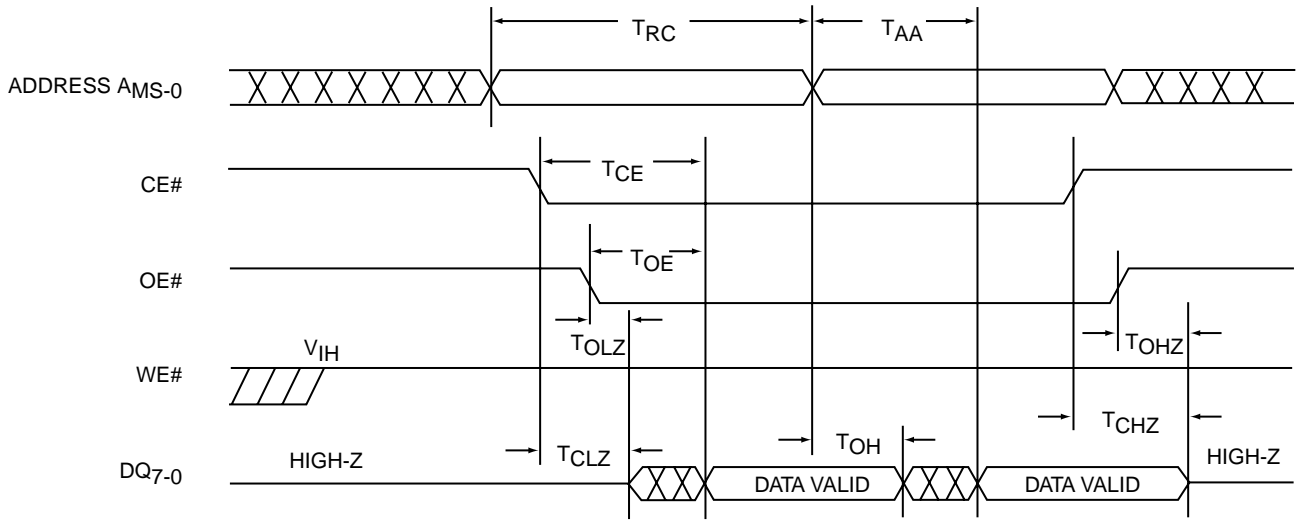 TRC TAA
ADDRESS AMS-0
TCE
CE#
TOE
OE#
TOLZ TOHZ
VIH
WE#
TCHZ
TCLZ TOH
HIGH-Z HIGH-Z
DQ7-0 DATA VALID DATA VALID